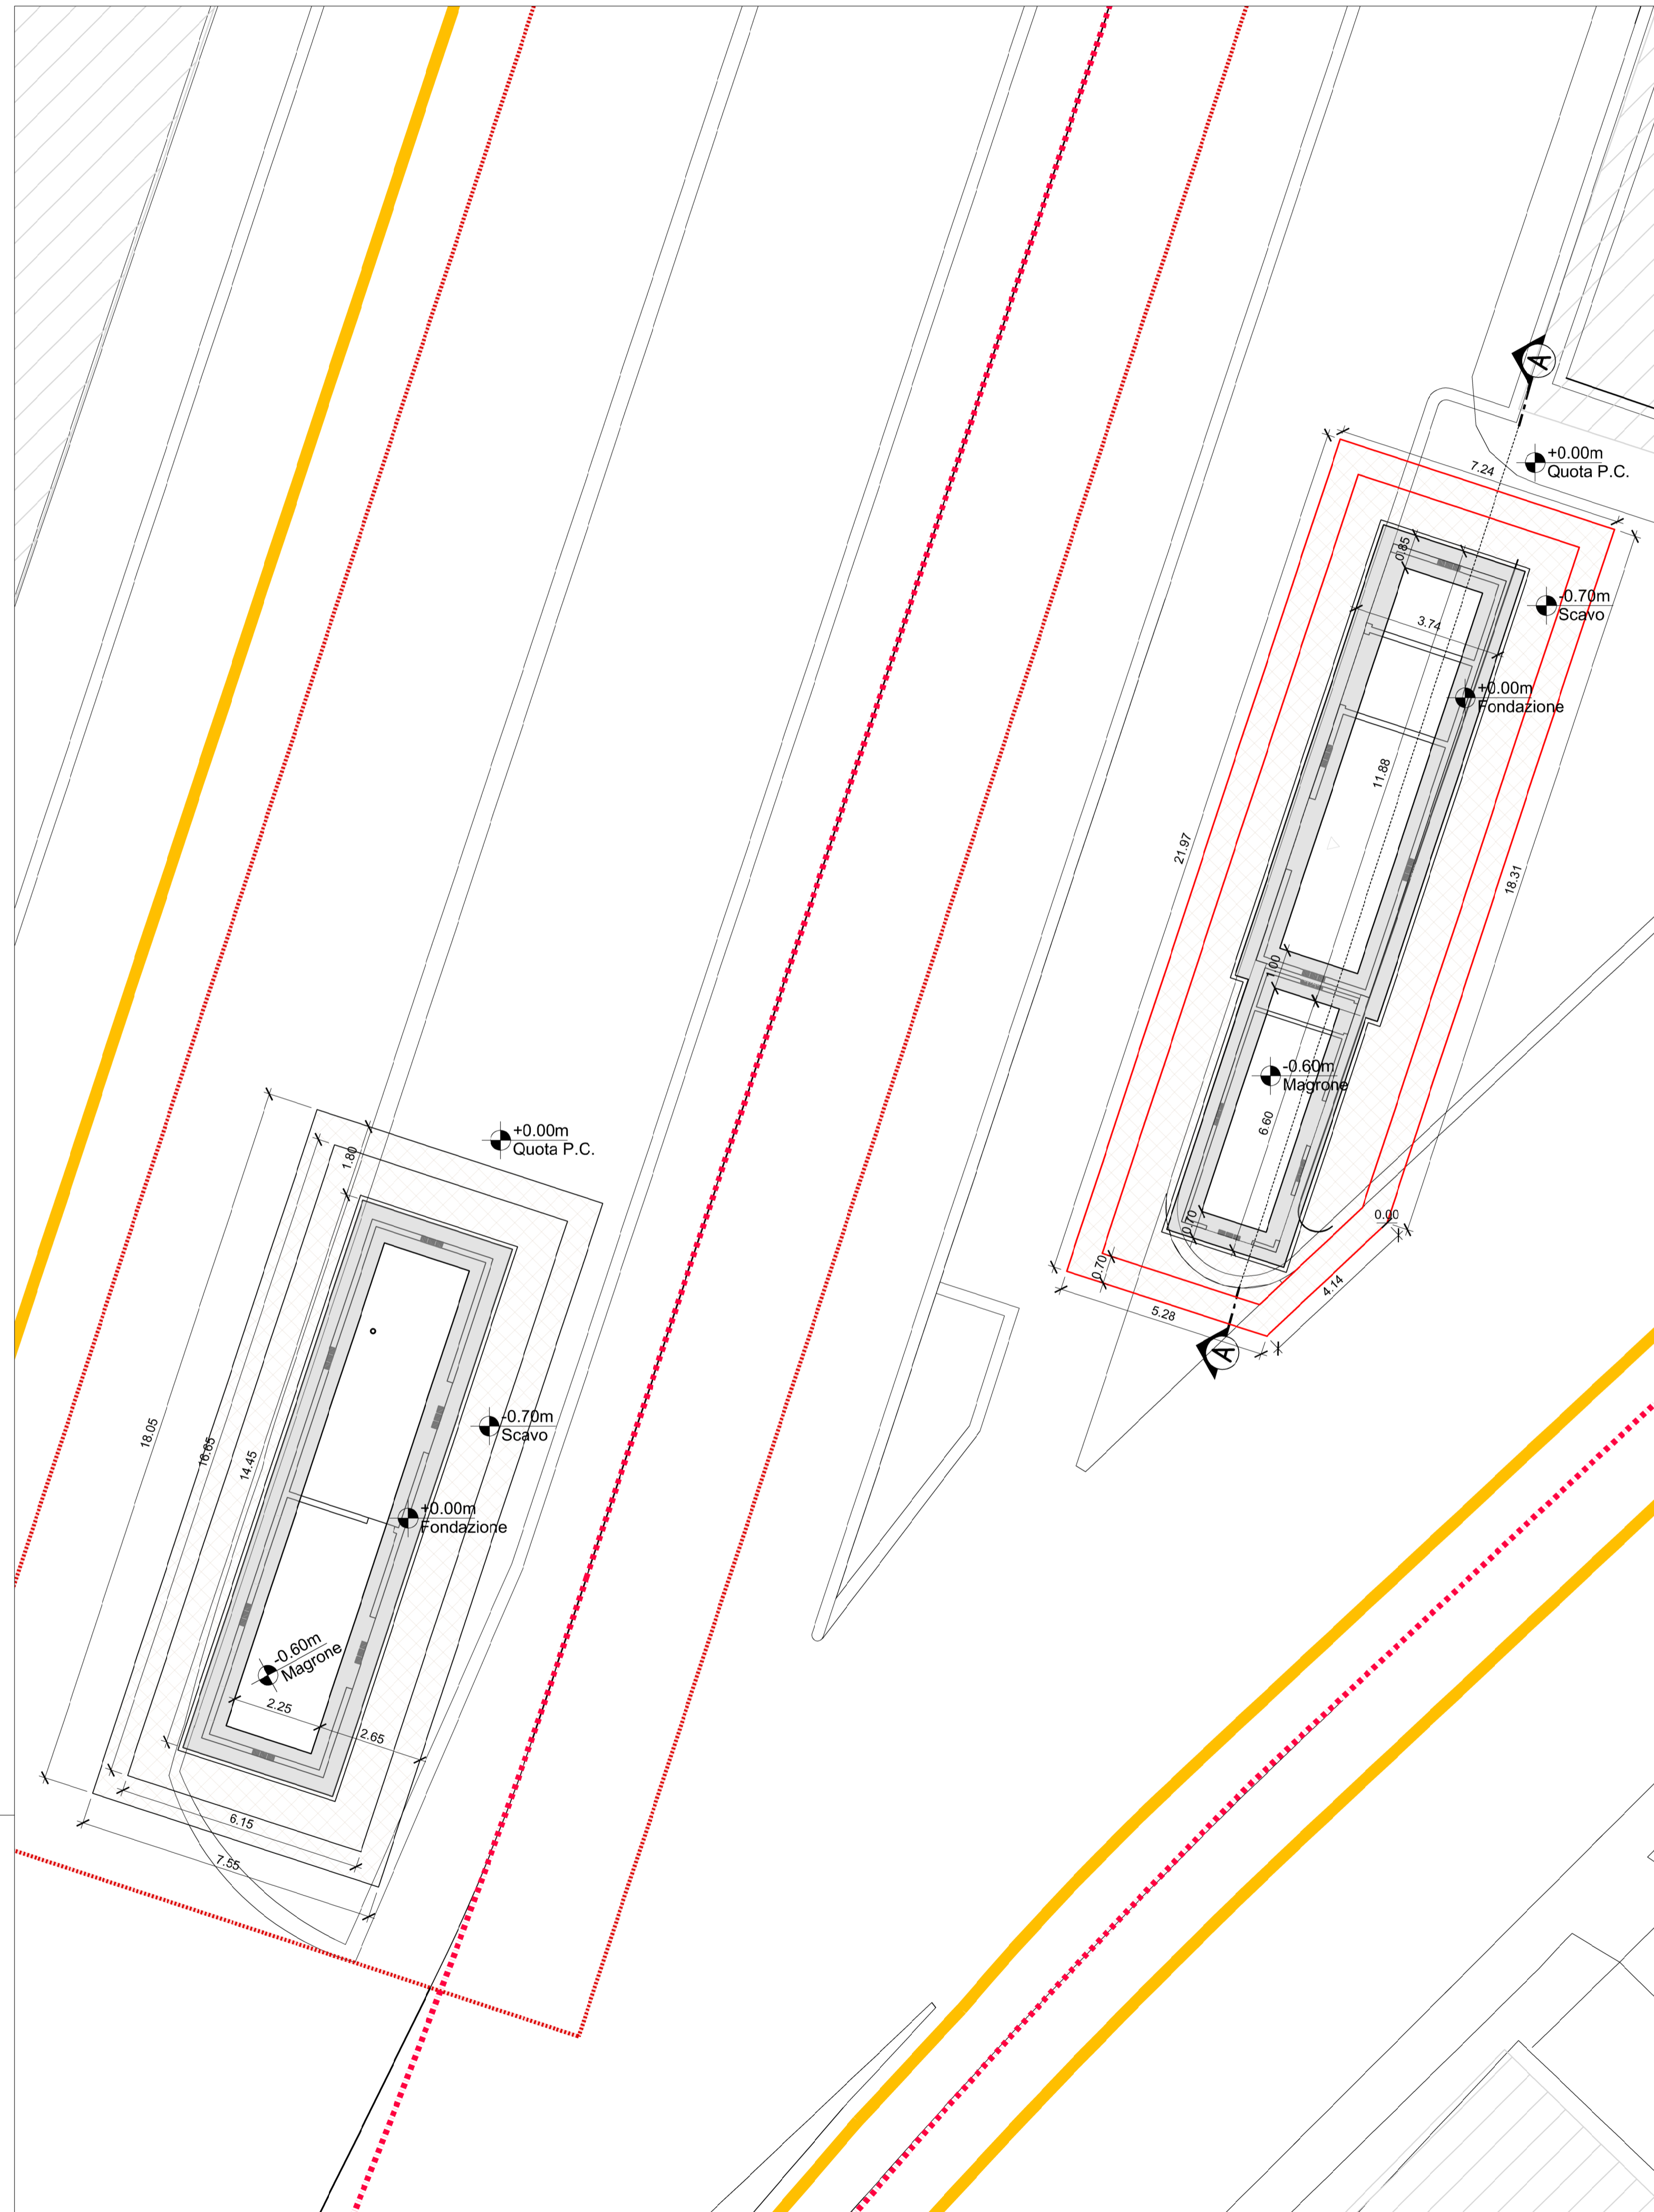 A
+0.00m
Quota P.C.
7.24
-0.70m
Scavo
0.85
3.74
+0.00m
Fondazione
11.88
21.97
18.31
1.00
-0.60m
Magrone
6.60
0.70
0.00
0.70
4.14
5.28
A
+0.00m
Quota P.C.
1.80
18.05
16.65
14.45
-0.70m
Scavo
+0.00m
Fondazione
-0.60m
Magrone
2.25
2.65
6.15
7.55